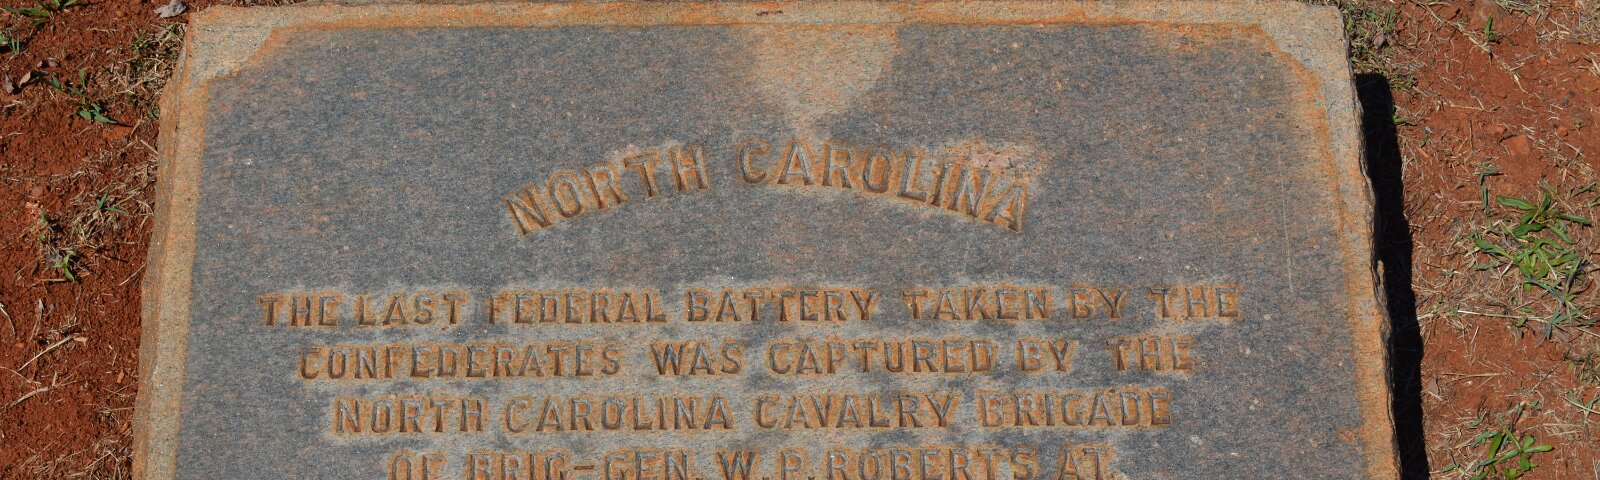 NORTH CAROLINA
THE LAST FEDERAL BATTERY TAKEN BY THE
CONFEDERATES WAS CAPTURED BY THE
NORTH CAROLINA CAVALRY BRIGADE
OF BRIG-GEN. W. P. ROBERTS AT